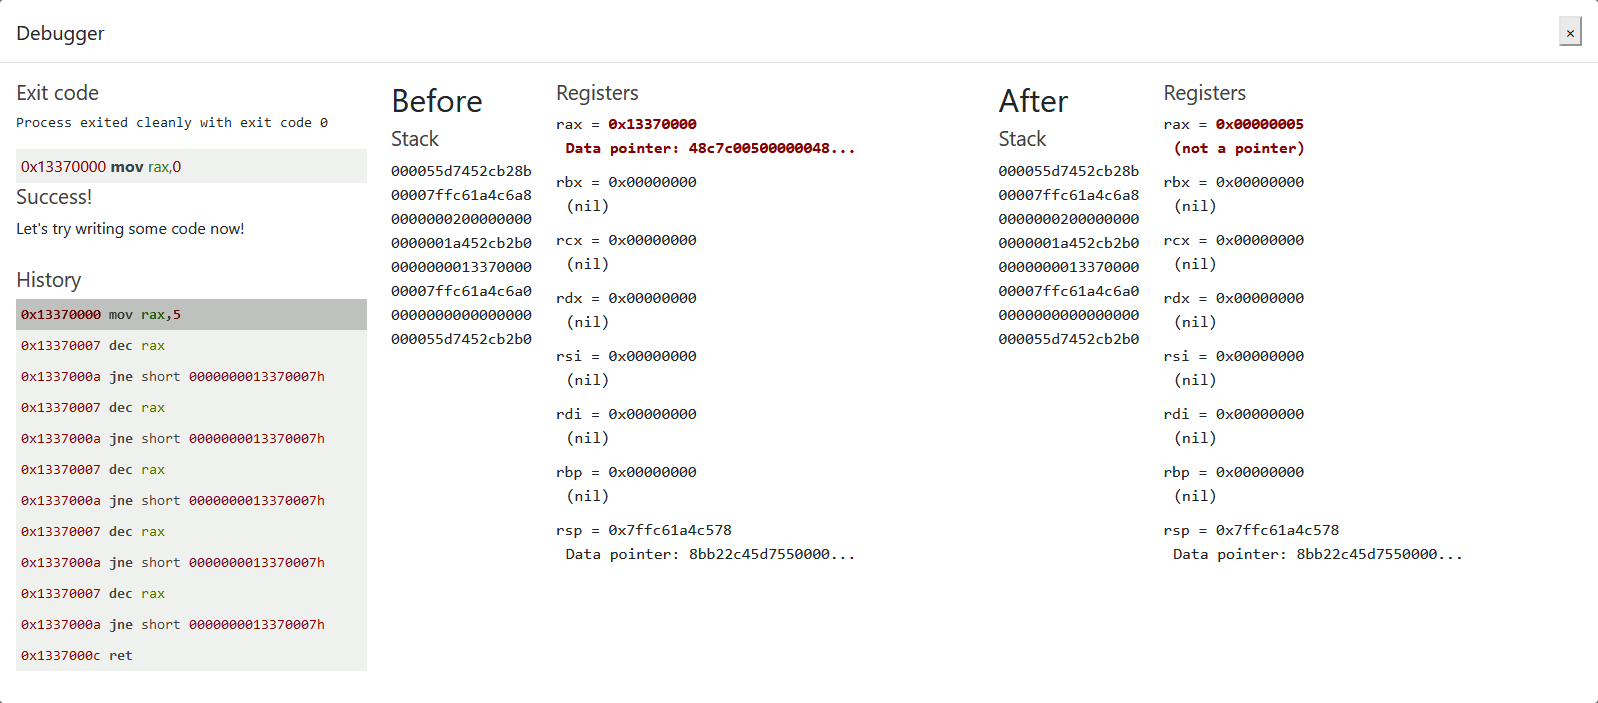 Debugger
×
Exit code
Process exited cleanly with exit code 0
0x13370000 mov rax,0
Success!
Let's try writing some code now!
History
0x13370000 mov rax,5
0x13370007 dec rax
0x1337000a jne short 0000000013370007h
0x13370007 dec rax
0x1337000a jne short 0000000013370007h
0x13370007 dec rax
0x1337000a jne short 0000000013370007h
0x13370007 dec rax
0x1337000a jne short 0000000013370007h
0x13370007 dec rax
0x1337000a jne short 0000000013370007h
0x1337000c ret
Before
Stack
000055d7452cb28b
00007ffc61a4c6a8
0000000200000000
0000001a452cb2b0
0000000013370000
00007ffc61a4c6a0
0000000000000000
000055d7452cb2b0
Registers
rax = 0x13370000
Data pointer: 48c7c00500000048...
rbx = 0x00000000
(nil)
rcx = 0x00000000
(nil)
rdx = 0x00000000
(nil)
rsi = 0x00000000
(nil)
rdi = 0x00000000
(nil)
rbp = 0x00000000
(nil)
rsp = 0x7ffc61a4c578
Data pointer: 8bb22c45d7550000...
After
Stack
000055d7452cb28b
00007ffc61a4c6a8
0000000200000000
0000001a452cb2b0
0000000013370000
00007ffc61a4c6a0
0000000000000000
000055d7452cb2b0
Registers
rax = 0x00000005
(not a pointer)
rbx = 0x00000000
(nil)
rcx = 0x00000000
(nil)
rdx = 0x00000000
(nil)
rsi = 0x00000000
(nil)
rdi = 0x00000000
(nil)
rbp = 0x00000000
(nil)
rsp = 0x7ffc61a4c578
Data pointer: 8bb22c45d7550000...